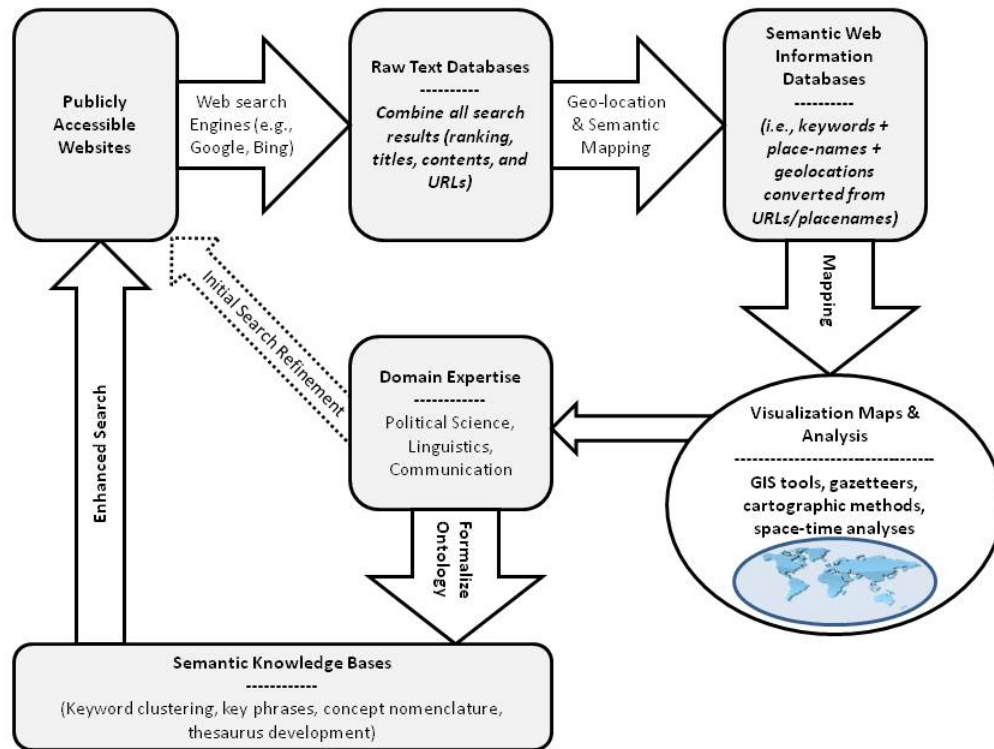 Publicly
Accessible
Websites
Web search
Engines (e.g.,
Google, Bing)
Raw Text Databases
----------
Combine all search
results (ranking,
titles, contents, and
URLs)
Geo-location
& Semantic
Mapping
Semantic Web
Information
Databases
----------
(i.e., keywords +
place-names +
geolocations
converted from
URLs/placenames)
Mapping
Visualization Maps &
Analysis
------------------------------
GIS tools, gazetteers,
cartographic methods,
space-time analyses
Domain Expertise
------------
Political Science,
Linguistics,
Communication
Initial Search Refinement
Formalize
Ontology
Enhanced Search
Semantic Knowledge Bases
------------
(Keyword clustering, key phrases, concept nomenclature,
thesaurus development)